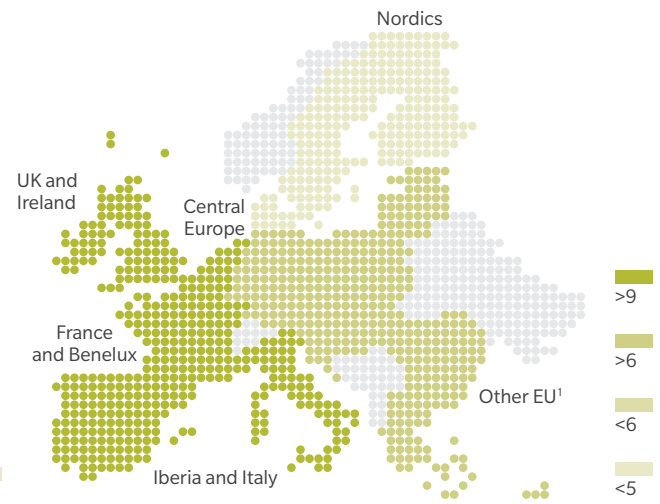 Nordics
UK and
Ireland
Central
Europe
>9
France
and Benelux
>6
Other EU¹
<6
Iberia and Italy
<5